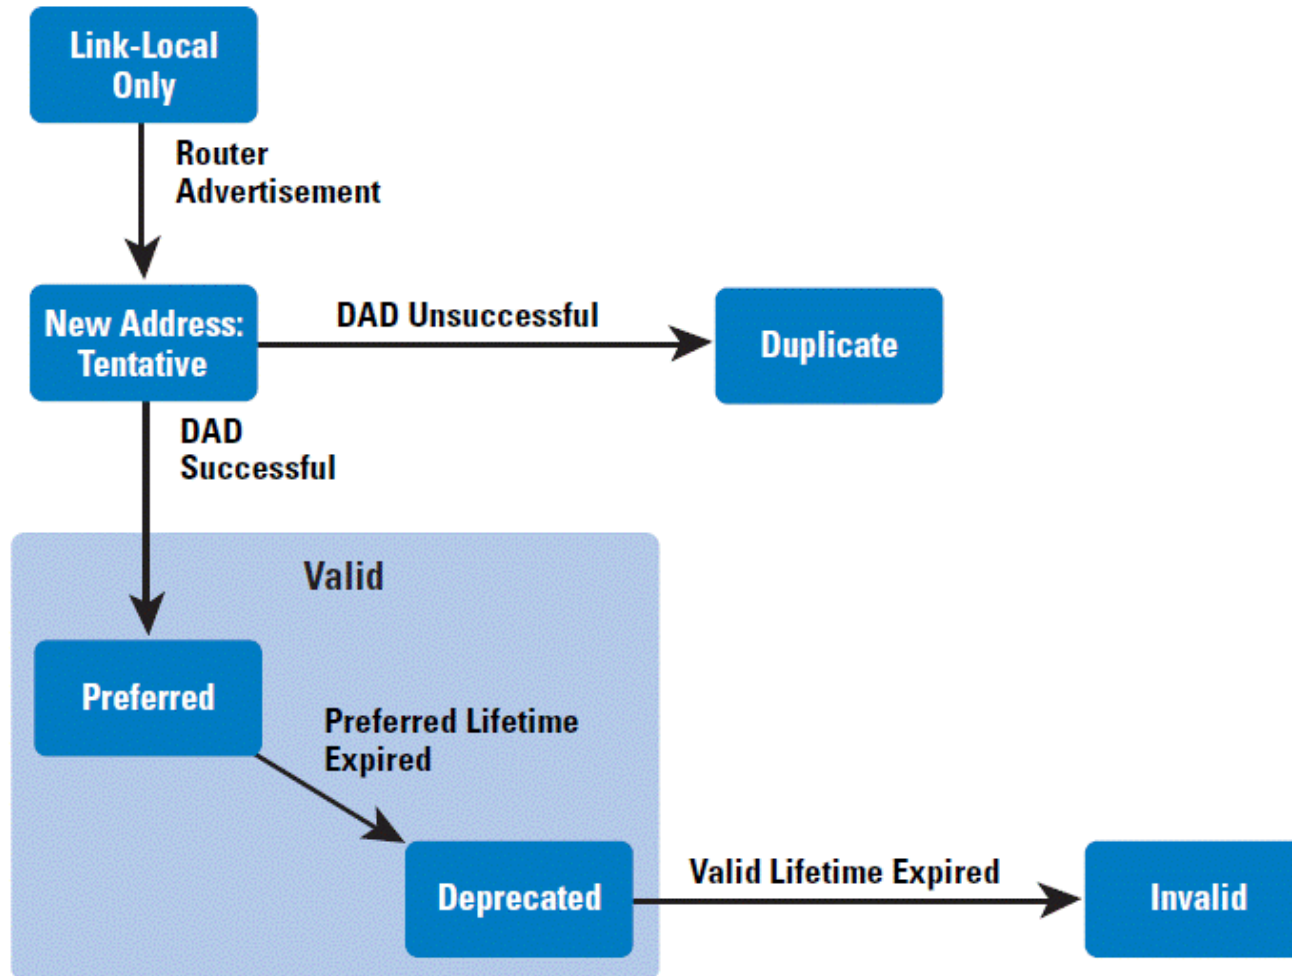 Link-Local
Only
Router
Advertisement
New Address:
Tentative
DAD Unsuccessful
Duplicate
DAD
Successful
Valid
Preferred
Preferred Lifetime
Expired
Deprecated
Valid Lifetime Expired
Invalid